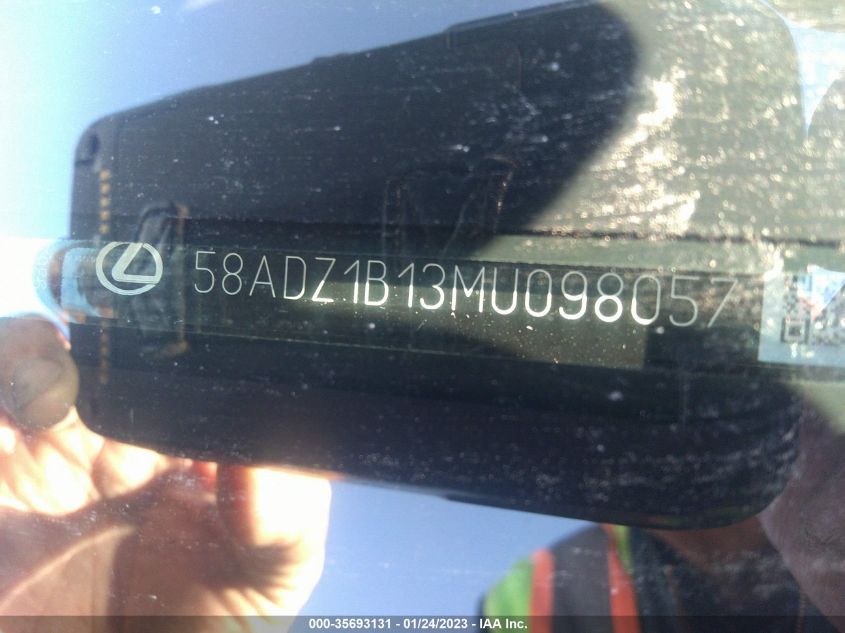 58ADZ1B13MU098057
000-35693131 - 01/24/2023 - IAA Inc.